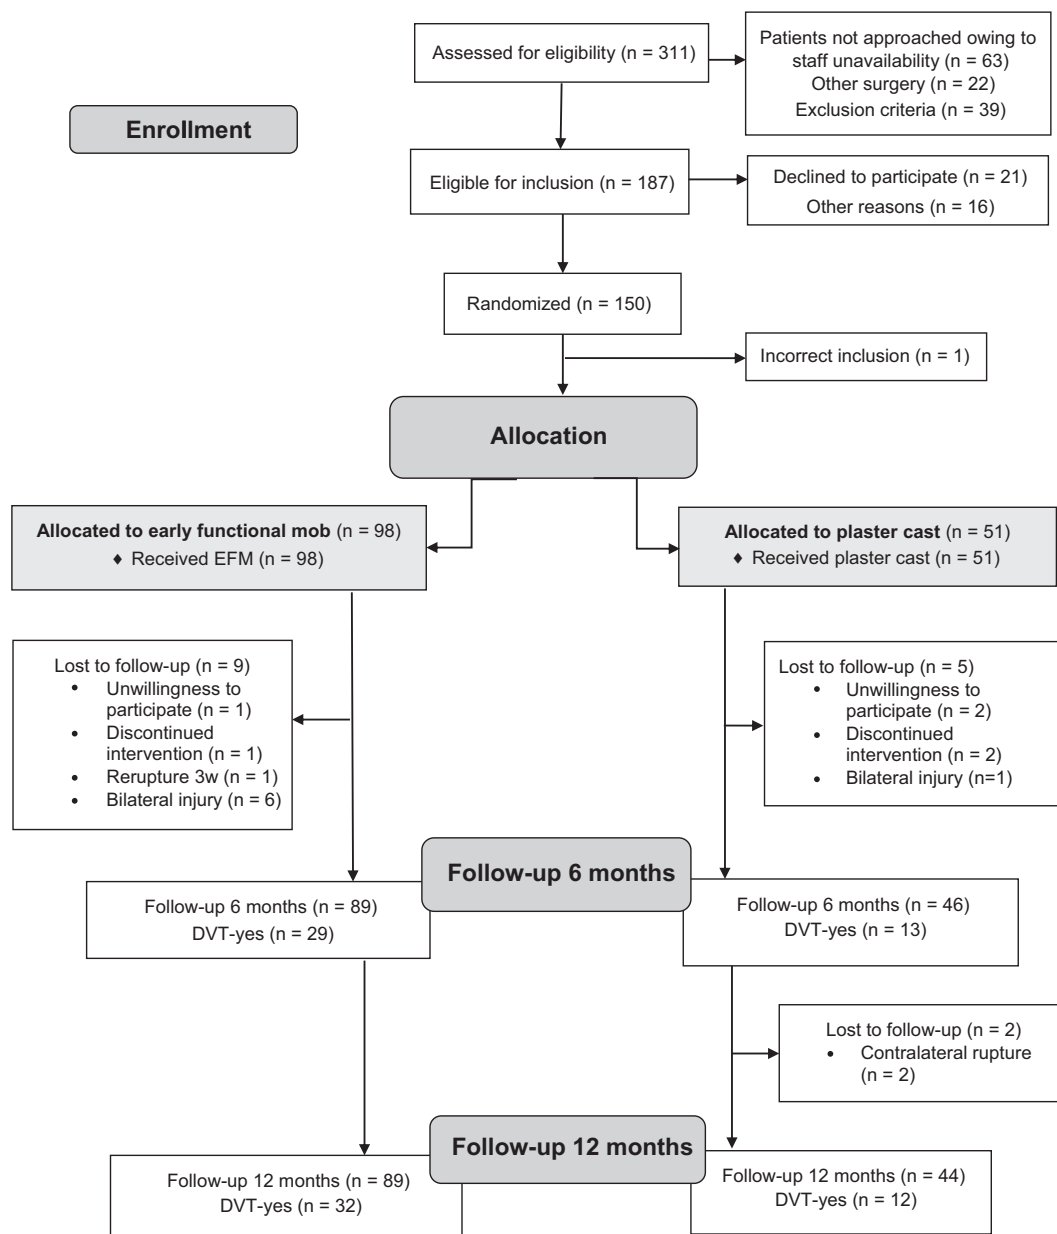 Assessed for eligibility (n = 311)
Patients not approached owing to
staff unavailability (n = 63)
Other surgery (n = 22)
Exclusion criteria (n = 39)
Enrollment
Eligible for inclusion (n = 187)
Declined to participate (n = 21)
Other reasons (n = 16)
Randomized (n = 150)
Incorrect inclusion (n = 1)
Allocation
Allocated to early functional mob (n = 98)
♦ Received EFM (n = 98)
Allocated to plaster cast (n = 51)
♦ Received plaster cast (n = 51)
Lost to follow-up (n = 9)
• Unwillingness to
participate (n = 1)
• Discontinued
intervention (n = 1)
• Rerupture 3w (n = 1)
• Bilateral injury (n = 6)
Lost to follow-up (n = 5)
• Unwillingness to
participate (n = 2)
• Discontinued
intervention (n = 2)
• Bilateral injury (n=1)
Follow-up 6 months
Follow-up 6 months (n = 89)
DVT-yes (n = 29)
Follow-up 6 months (n = 46)
DVT-yes (n = 13)
Lost to follow-up (n = 2)
• Contralateral rupture
(n = 2)
Follow-up 12 months
Follow-up 12 months (n = 89)
DVT-yes (n = 32)
Follow-up 12 months (n = 44)
DVT-yes (n = 12)